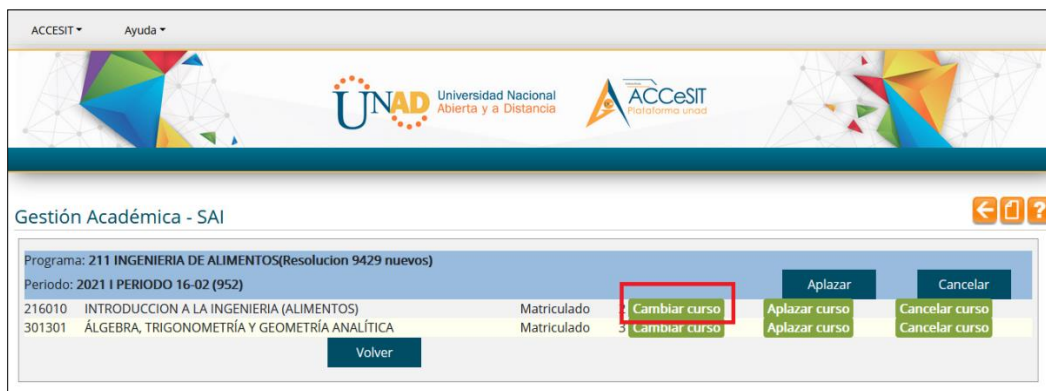 ACCESIT Ayuda
UNAD Universidad Nacional Abierta y a Distancia
ACCeSIT
Plataforma unad
Gestión Académica - SAI
?
Programa: 211 INGENIERIA DE ALIMENTOS(Resolucion 9429 nuevos)
Periodo: 2021 I PERIODO 16-02 (952) Aplazar Cancelar
216010 INTRODUCCION A LA INGENIERIA (ALIMENTOS) Matriculado 2 Cambiar curso Aplazar curso Cancelar curso
301301 ÁLGEBRA, TRIGONOMETRÍA Y GEOMETRÍA ANALÍTICA Matriculado 3 Cambiar curso Aplazar curso Cancelar curso
Volver